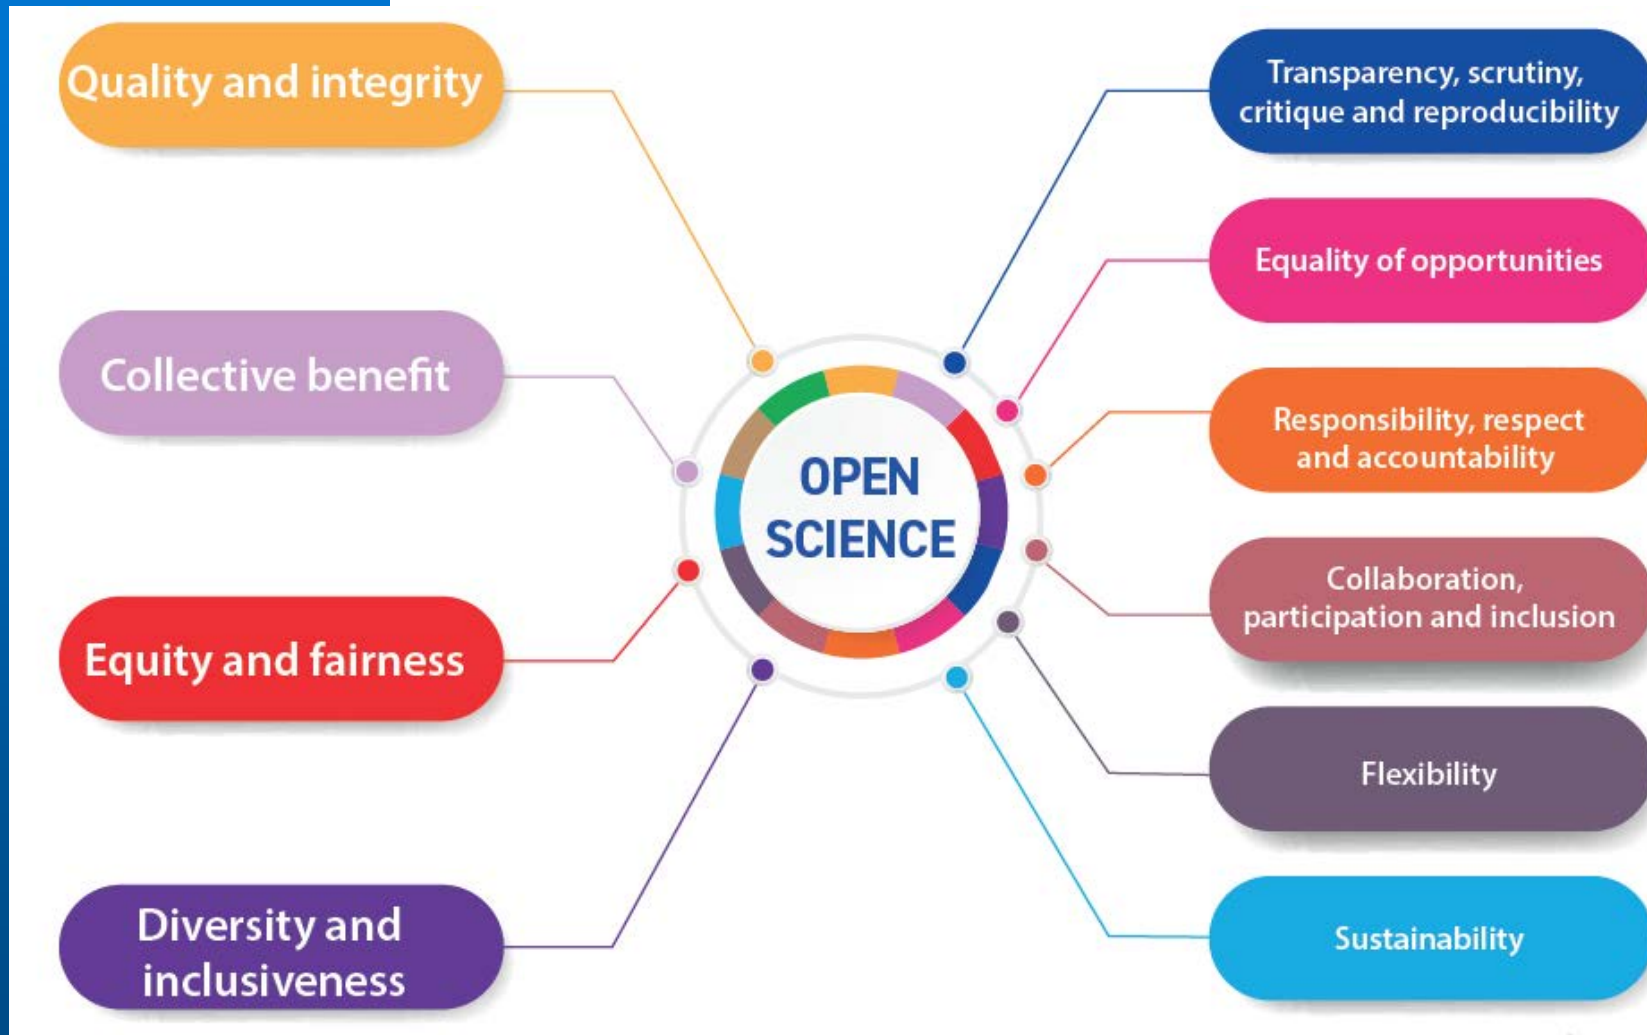 Quality and integrity
Collective benefit
Equity and fairness
Diversity and
inclusiveness
OPEN
SCIENCE
Transparency, scrutiny,
critique and reproducibility
Equality of opportunities
Responsibility, respect
and accountability
Collaboration,
participation and inclusion
Flexibility
Sustainability